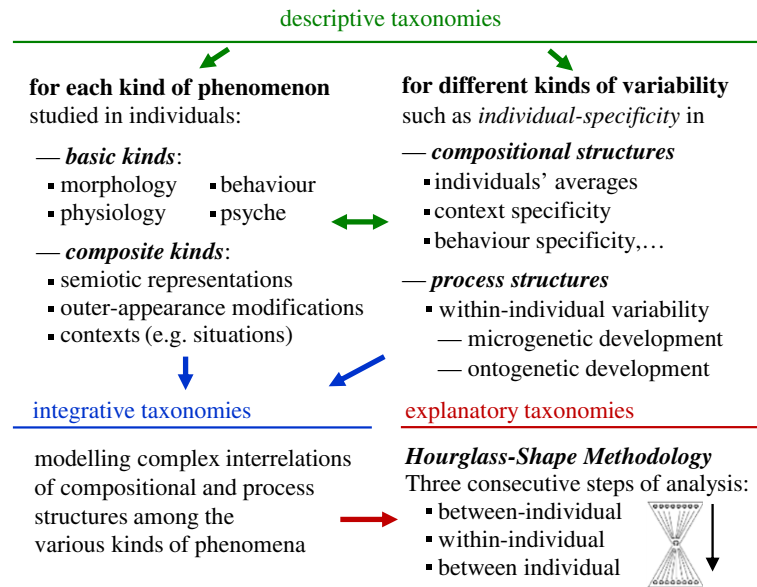 descriptive taxonomies
for each kind of phenomenon
studied in individuals:
— basic kinds:
▪ morphology ▪ behaviour
▪ physiology ▪ psyche
— composite kinds:
▪ semiotic representations
▪ outer-appearance modifications
▪ contexts (e.g. situations)
for different kinds of variability
such as individual-specificity in
— compositional structures
▪ individuals’ averages
▪ context specificity
▪ behaviour specificity,…
— process structures
▪ within-individual variability
— microgenetic development
— ontogenetic development
integrative taxonomies
modelling complex interrelations
of compositional and process
structures among the
various kinds of phenomena
explanatory taxonomies
Hourglass-Shape Methodology
Three consecutive steps of analysis:
▪ between-individual
▪ within-individual
▪ between individual